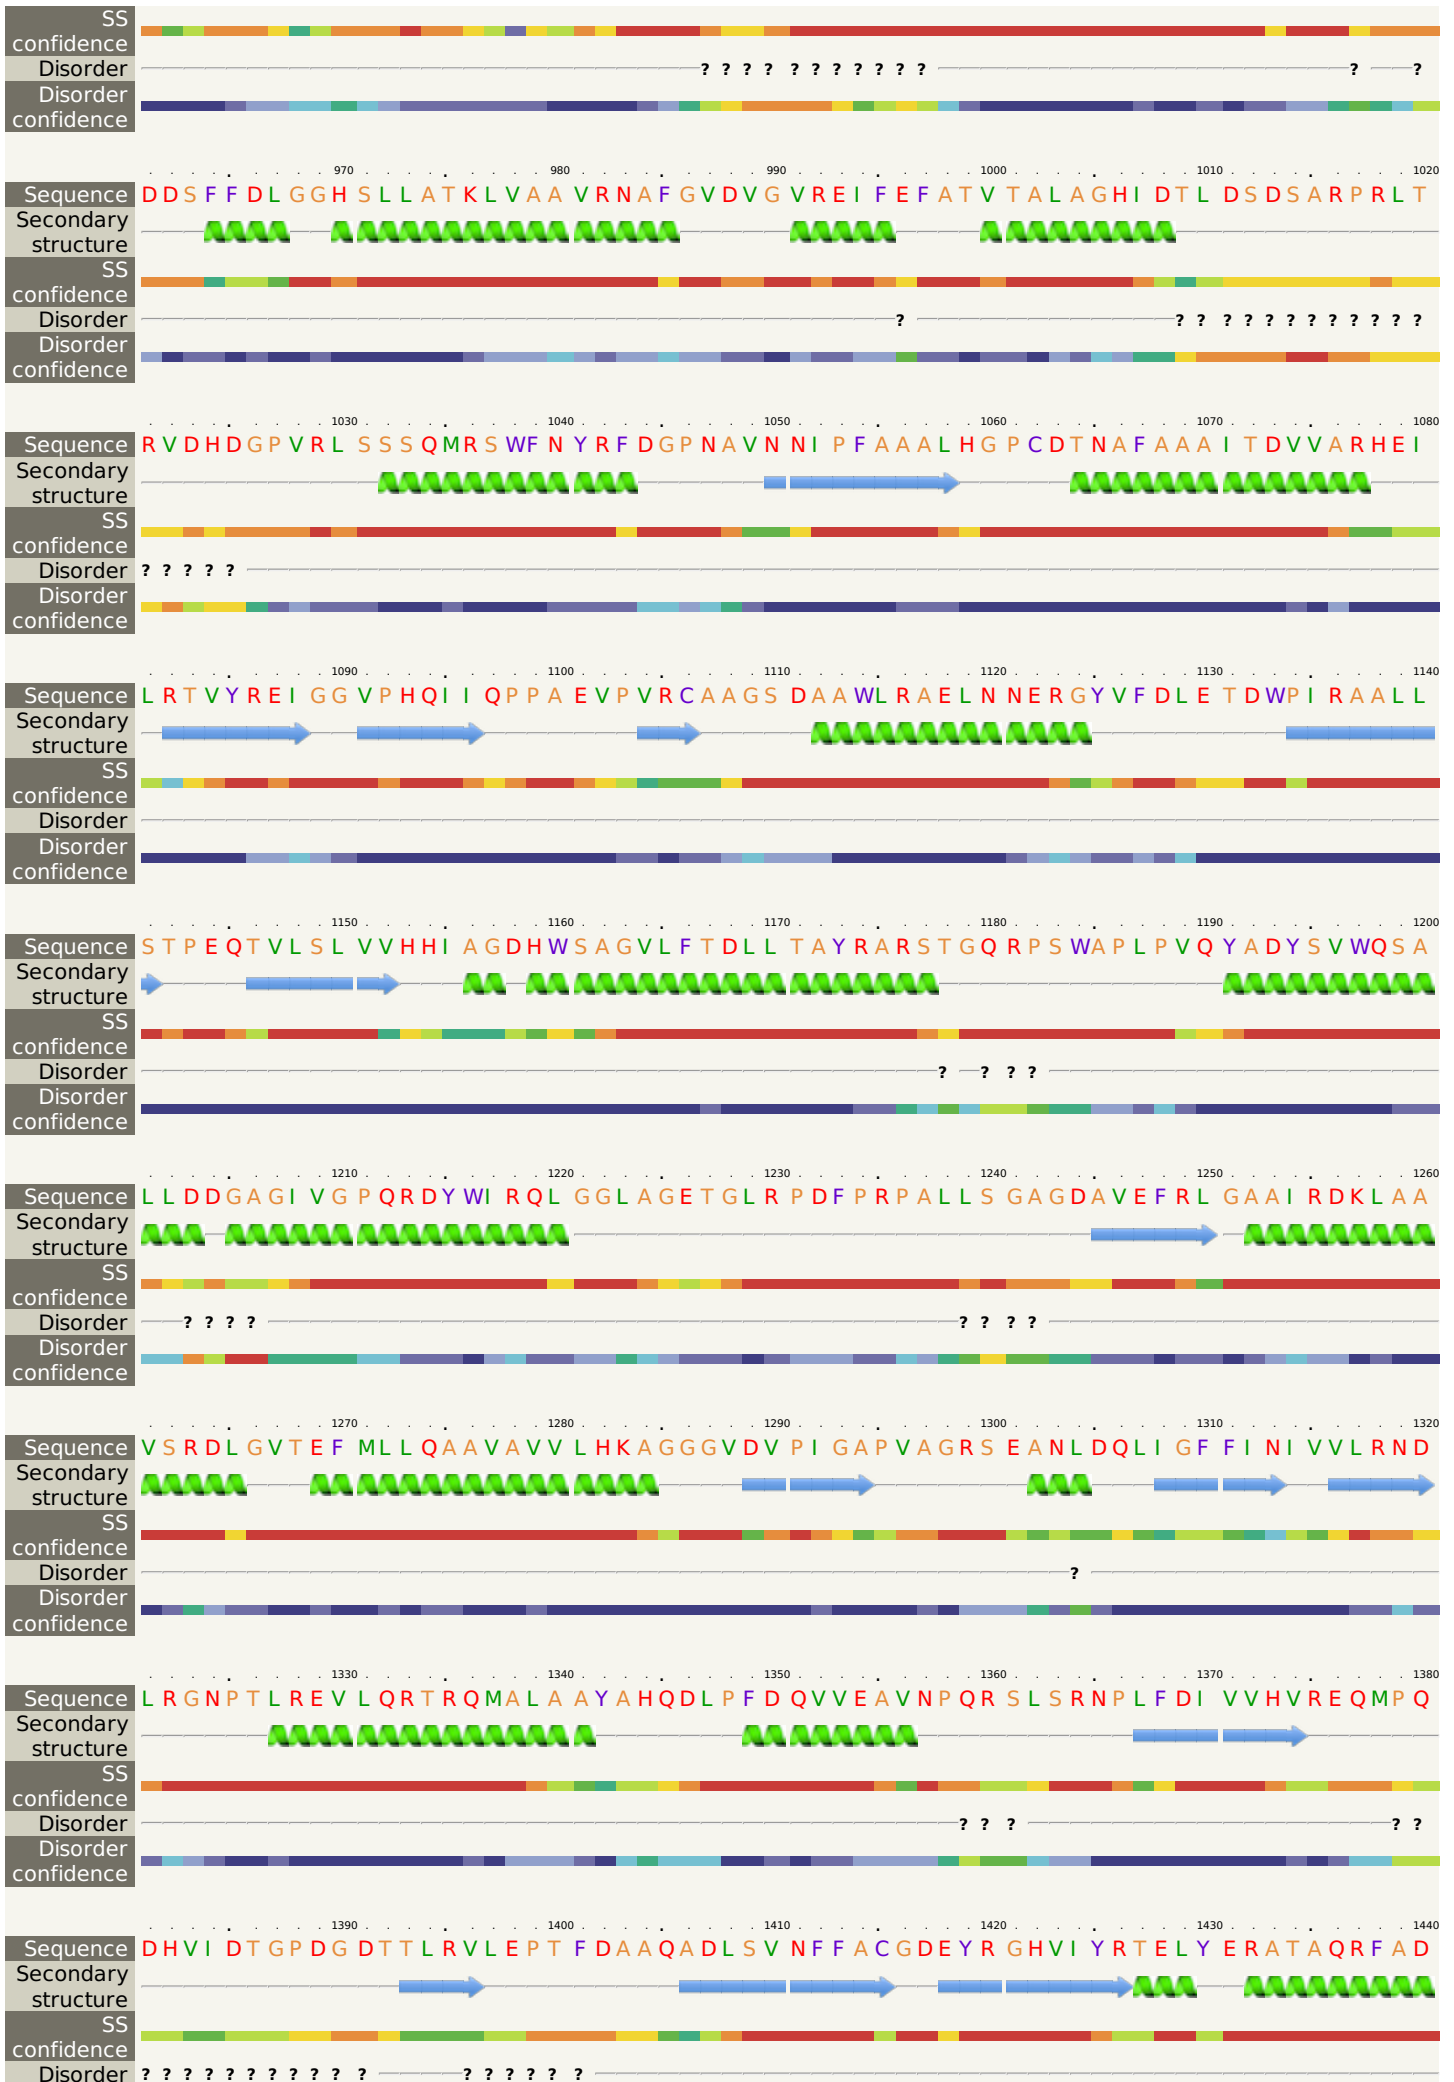 SS
confidence
Disorder ? ? ? ? ? ? ? ? ? ? ? ? ?
Disorder
confidence
970 980 990 1000 1010 1020
Sequence DDSFFDLGGHSLLATKLVAAVRNAFGVDVGVREIFEFATVTALAGHIDTLDSDSARPRLT
Secondary
structure
SS
confidence
Disorder ? ? ? ? ? ? ? ? ? ? ? ? ?
Disorder
confidence
1030 1040 1050 1060 1070 1080
Sequence RVDHDGPVRLSSSQMRSWFNYRFDGPNAVNNIPFAAALHGPCDTNAFAAAITDVVARHEI
Secondary
structure
SS
confidence
Disorder ? ? ? ? ?
Disorder
confidence
1090 1100 1110 1120 1130 1140
Sequence LRTVYREIGGVPHQIIQPPAEVPVRCAAGSDAAWLRAELNNERGYVFDLETDWPIRAALL
Secondary
structure
SS
confidence
Disorder
Disorder
confidence
1150 1160 1170 1180 1190 1200
Sequence STPEQTVLSLVVHHIAGDHWSAGVLFTDLLTAYRARSTGQRPSWAPLPVQYADYSVWQSA
Secondary
structure
SS
confidence
Disorder ? ? ? ?
Disorder
confidence
1210 1220 1230 1240 1250 1260
Sequence LLDDGAGIVGPQRDYWIRQLGGLAGETGLRPDFPRPALLSGAGDAVEFRLGAAIRDKLAA
Secondary
structure
SS
confidence
Disorder ? ? ? ? ? ? ? ?
Disorder
confidence
1270 1280 1290 1300 1310 1320
Sequence VSRDLGVTEFMLLQAAVAVVLHKAGGGVDVPIGAPVAGRSEANLDQLIGFFINIVVLRND
Secondary
structure
SS
confidence
Disorder ?
Disorder
confidence
1330 1340 1350 1360 1370 1380
Sequence LRGNPTLREVLQRTRQMALAAYAHQDLPFDQVVEAVNPQRSLSRNPLFDIVVHVREQMPQ
Secondary
structure
SS
confidence
Disorder ? ? ? ? ?
Disorder
confidence
1390 1400 1410 1420 1430 1440
Sequence DHVIDTGPDGDTTLRVLEPTFDAAQADLSVNFFACGDEYRGHVIYRTELYERATAQRFAD
Secondary
structure
SS
confidence
Disorder ? ? ? ? ? ? ? ? ? ? ? ? ? ? ? ? ?